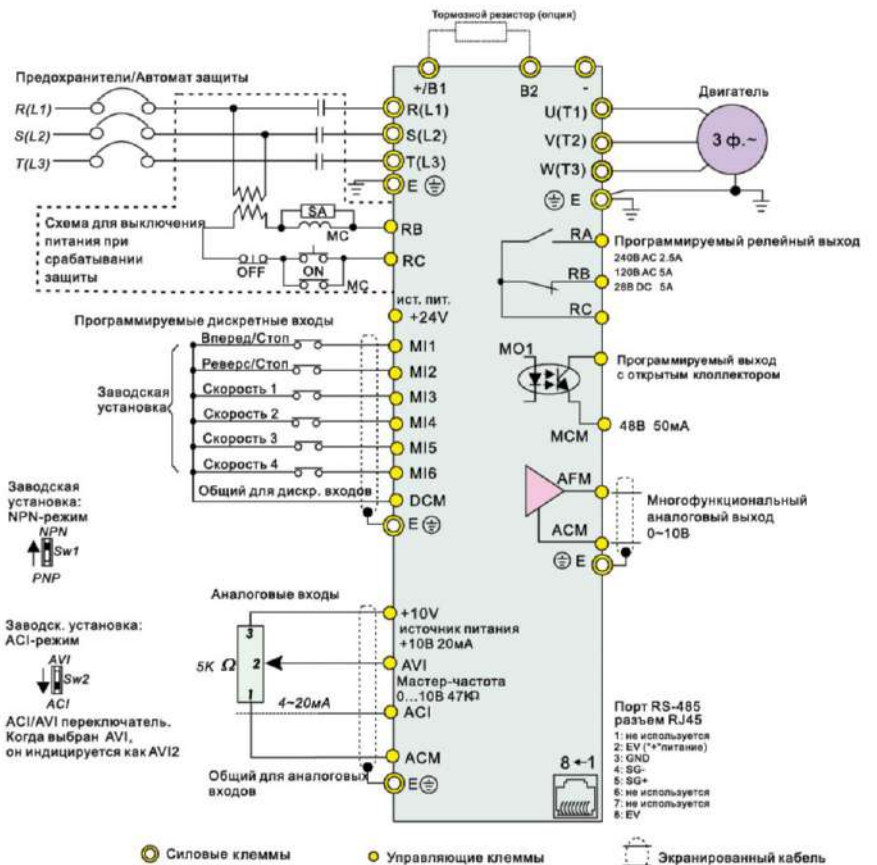 Тормозной резистор (опция)
Предохранители/Автомат защиты
+/B1
B2
-
Двигатель
R(L1)
R(L1)
U(T1)
S(L2)
S(L2)
V(T2)
3 ф.~
T(L3)
T(L3)
W(T3)
E
E
Схема для выключения
питания при
срабатывании
защиты
SA
MC
RB
OFF
ON
MC
RC
RA
Программируемый релейный выход
240В AC 2.5A
120В AC 5A
28В DC 5A
RB
RC
ист. пит.
+24V
Программируемые дискретные входы
Вперед/Стоп
MI1
Реверс/Стоп
MI2
Скорость 1
MI3
Скорость 2
MI4
Скорость 3
MI5
Скорость 4
MI6
Общий для дискр. входов
DCM
E
Заводская
установка
MO1
Программируемый выход
с открытым клоллектором
MCM
48В 50мА
AFM
Многофункциональный
аналоговый выход
0~10В
ACM
E
Заводская
установка:
NPN-режим
NPN
Sw1
PNP
Заводск. установка:
ACI-режим
AVI
Sw2
ACI
ACI/AVI переключатель.
Когда выбран AVI,
он индицируется как AVI2
Аналоговые входы
+10V
источник питания
+10В 20мА
3
5K Ω
2
1
AVI
Мастер-частота
0...10В 47КΩ
4~20мА
ACI
ACM
Общий для аналоговых
входов
E
8←1
Порт RS-485
разъем RJ45
1: не используется
2: EV ("+"питание)
3: GND
4: SG-
5: SG+
6: не используется
7: не используется
8: EV
Силовые клеммы
Управляющие клеммы
Экранированный кабель